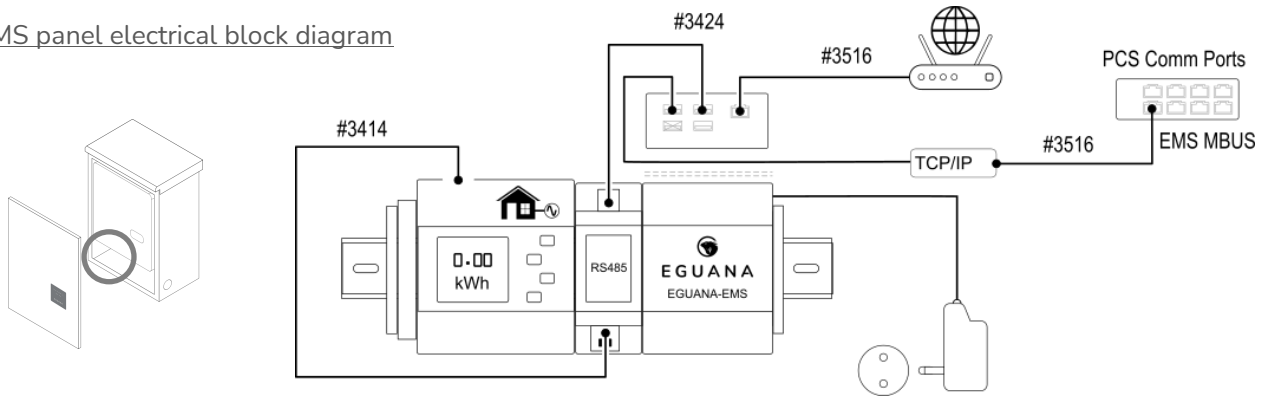 MS panel electrical block diagram
#3424
#3516
PCS Comm Ports
#3414
#3516
EMS MBUS
TCP/IP
0.00
kWh
RS485
EGUANA
EGUANA-EMS